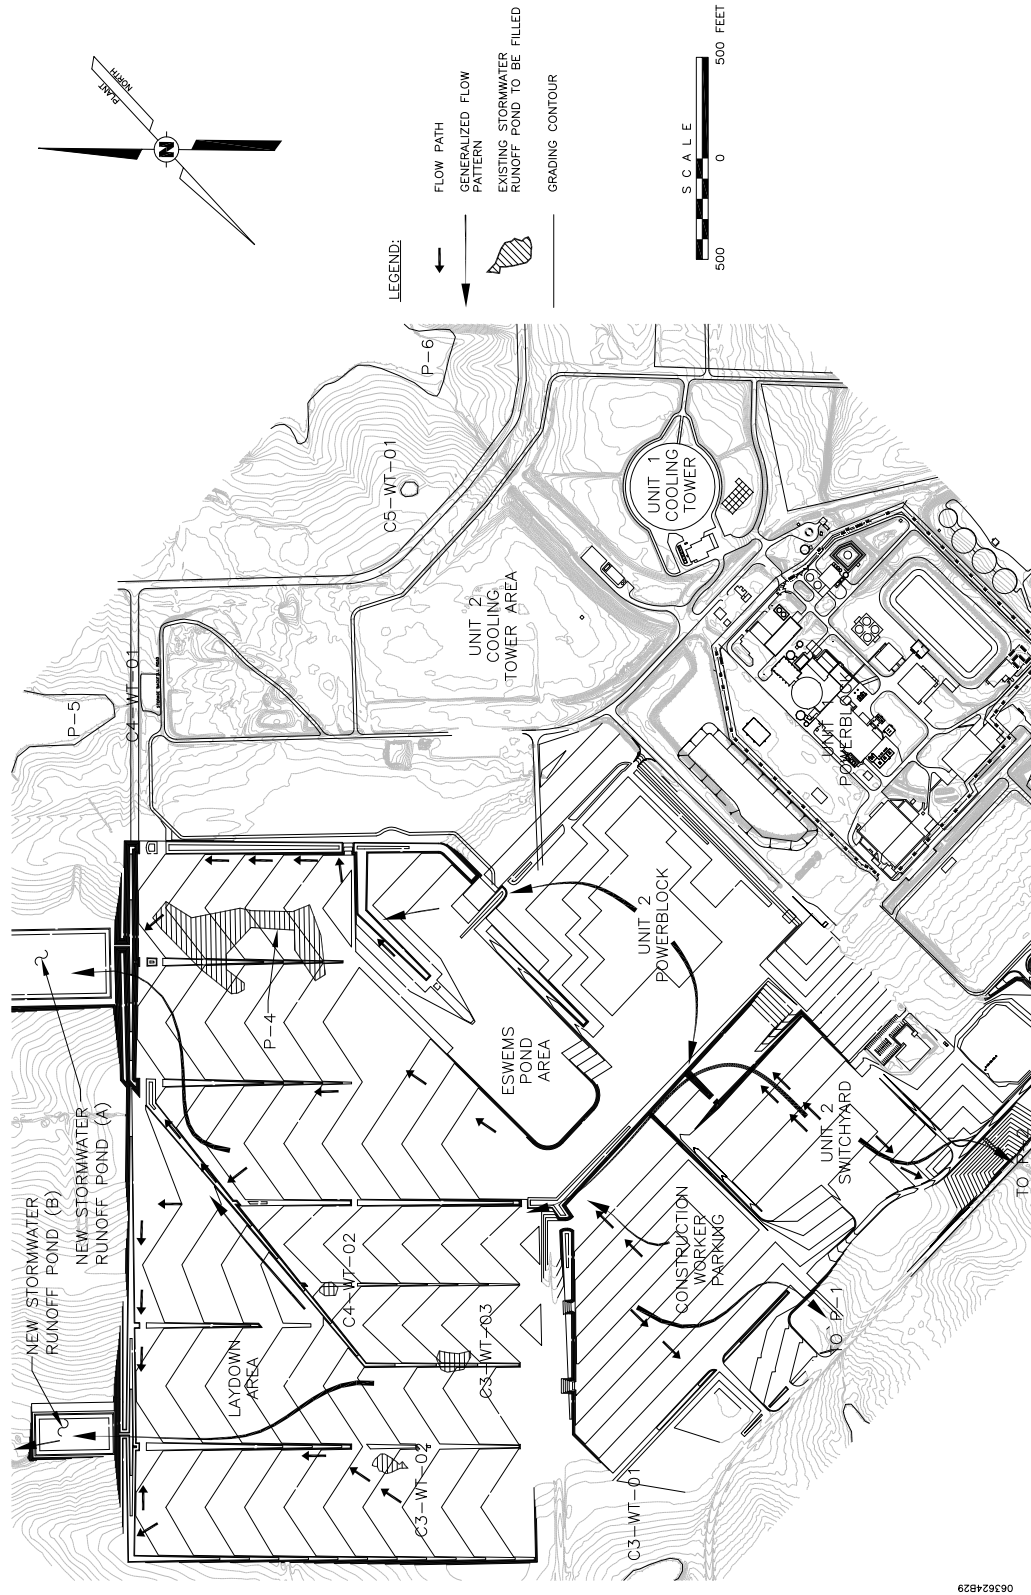 PLANT
NORTH
N
LEGEND:
FLOW PATH
GENERALIZED FLOW
PATTERN
EXISTING STORMWATER
RUNOFF POND TO BE FILLED
GRADING CONTOUR
SCALE
500
0
500 FEET
P-6
C5-WT-01
P-5
C4-WT-01
UNIT 1
COOLING
TOWER
UNIT 2
COOLING
TOWER AREA
UNIT 1
POWERBLOCK
UNIT 2
POWERBLOCK
P-4
ESWEMS
POND
AREA
NEW STORMWATER
RUNOFF POND (A)
NEW STORMWATER
RUNOFF POND (B)
UNIT 2
SWITCHYARD
CONSTRUCTION
WORKER
PARKING
C4-WT-02
C3-WT-03
LAYDOWN
AREA
C3-WT-02
C3-WT-01
TO P-1
063624B29